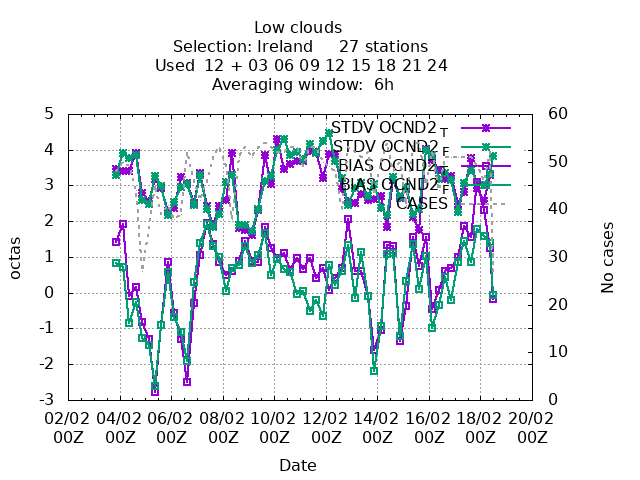 Low clouds
Selection: Ireland 27 stations
Used 12 + 03 06 09 12 15 18 21 24
Averaging window: 6h
5
4
3
2
1
0
-1
-2
-3
octas
60
50
40
30
20
10
0
No cases
STDV OCND2 T
STDV OCND2 F
BIAS OCND2
BIAS OCND2 F
CASES
02/02 04/02 06/02 08/02 10/02 12/02 14/02 16/02 18/02 20/02
00Z 00Z 00Z 00Z 00Z 00Z 00Z 00Z 00Z 00Z
Date